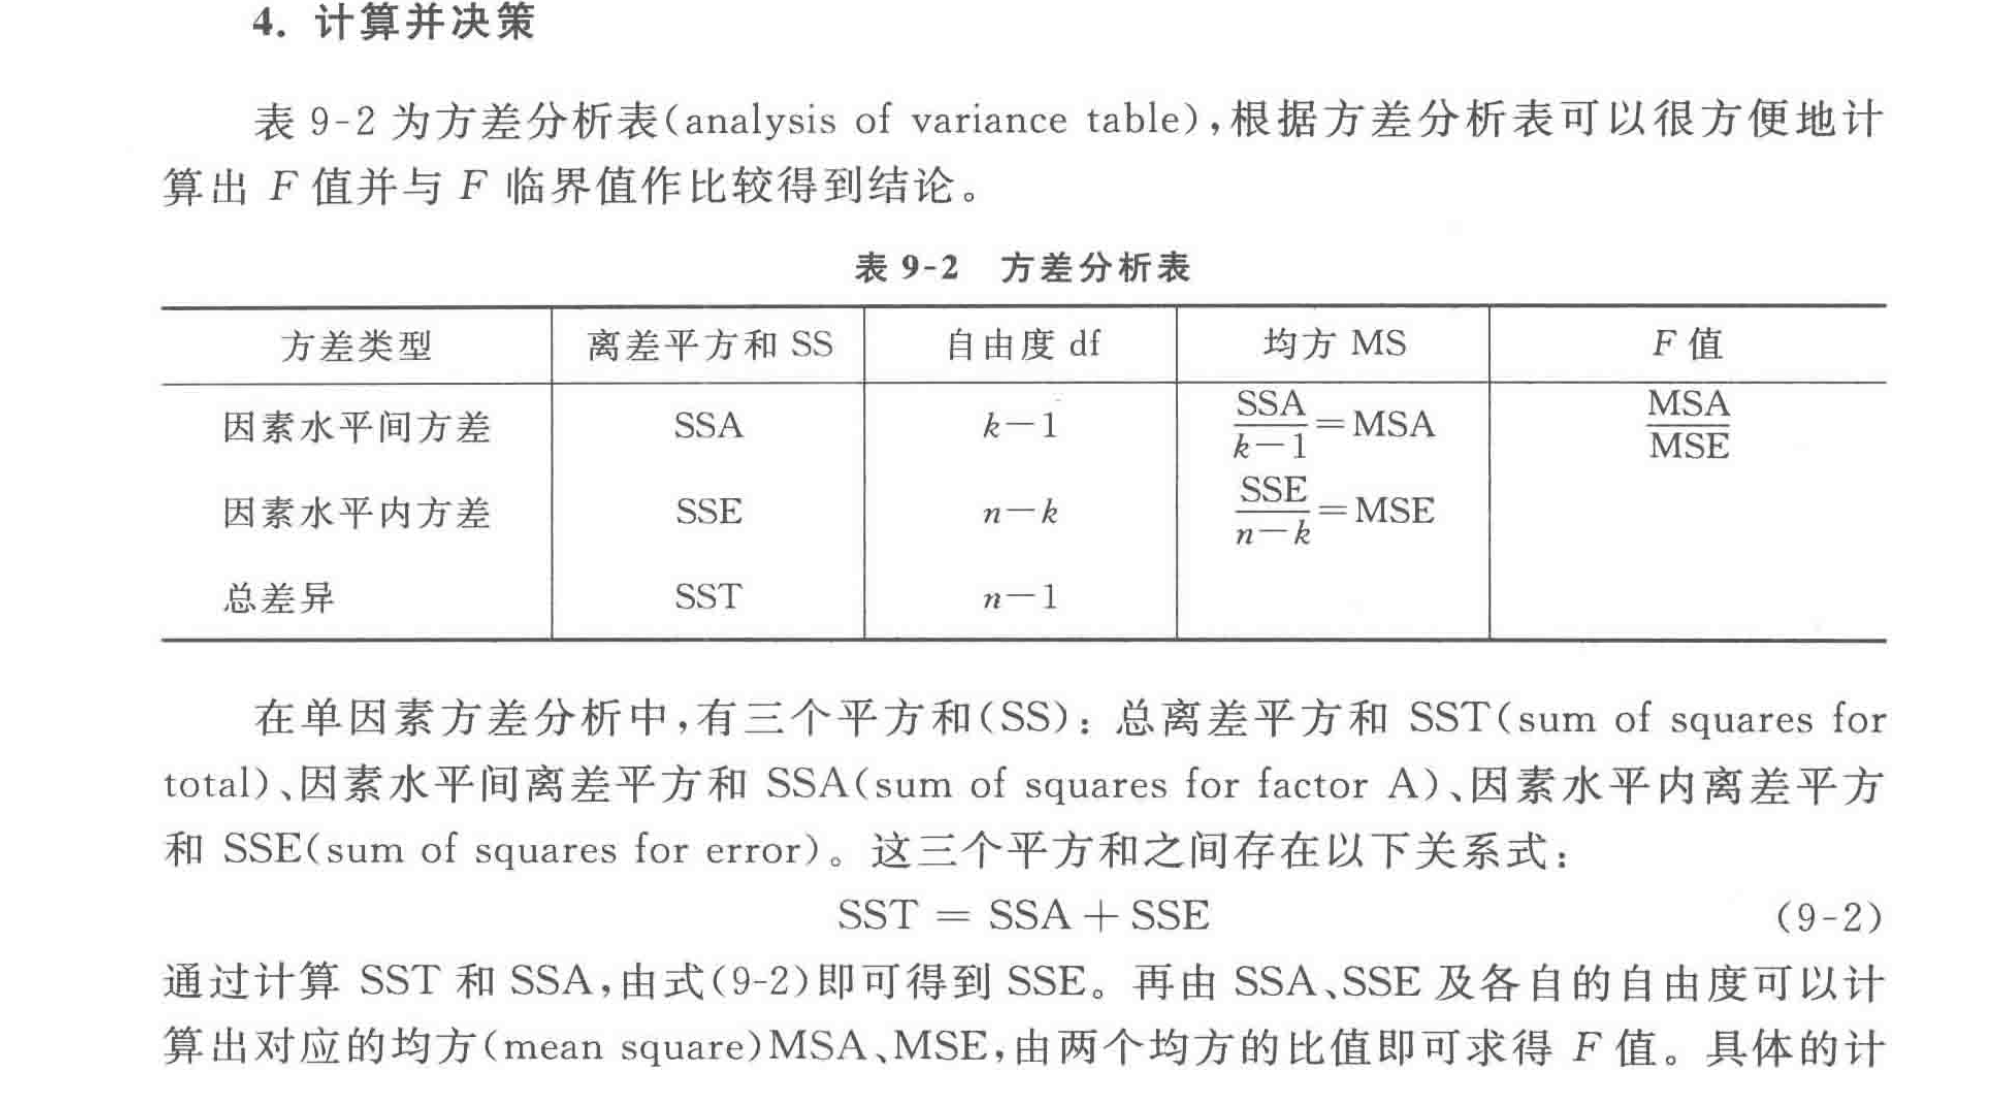 4. 计算并决策
表 9-2 为方差分析表(analysis of variance table),根据方差分析表可以很方便地计
算出 F 值并与 F 临界值作比较得到结论。
表 9-2 方差分析表
方差类型 离差平方和 SS 自由度 df 均方 MS F 值
因素水平间方差 SSA k−1 SSA/(k−1)=MSA MSA/MSE
因素水平内方差 SSE n−k SSE/(n−k)=MSE
总差异 SST n−1
在单因素方差分析中,有三个平方和(SS):总离差平方和 SST(sum of squares for
total)、因素水平间离差平方和 SSA(sum of squares for factor A)、因素水平内离差平方
和 SSE(sum of squares for error)。这三个平方和之间存在以下关系式:
SST = SSA + SSE (9-2)
通过计算 SST 和 SSA,由式(9-2)即可得到 SSE。再由 SSA、SSE 及各自的自由度可以计
算出对应的均方(mean square)MSA、MSE,由两个均方的比值即可求得 F 值。具体的计